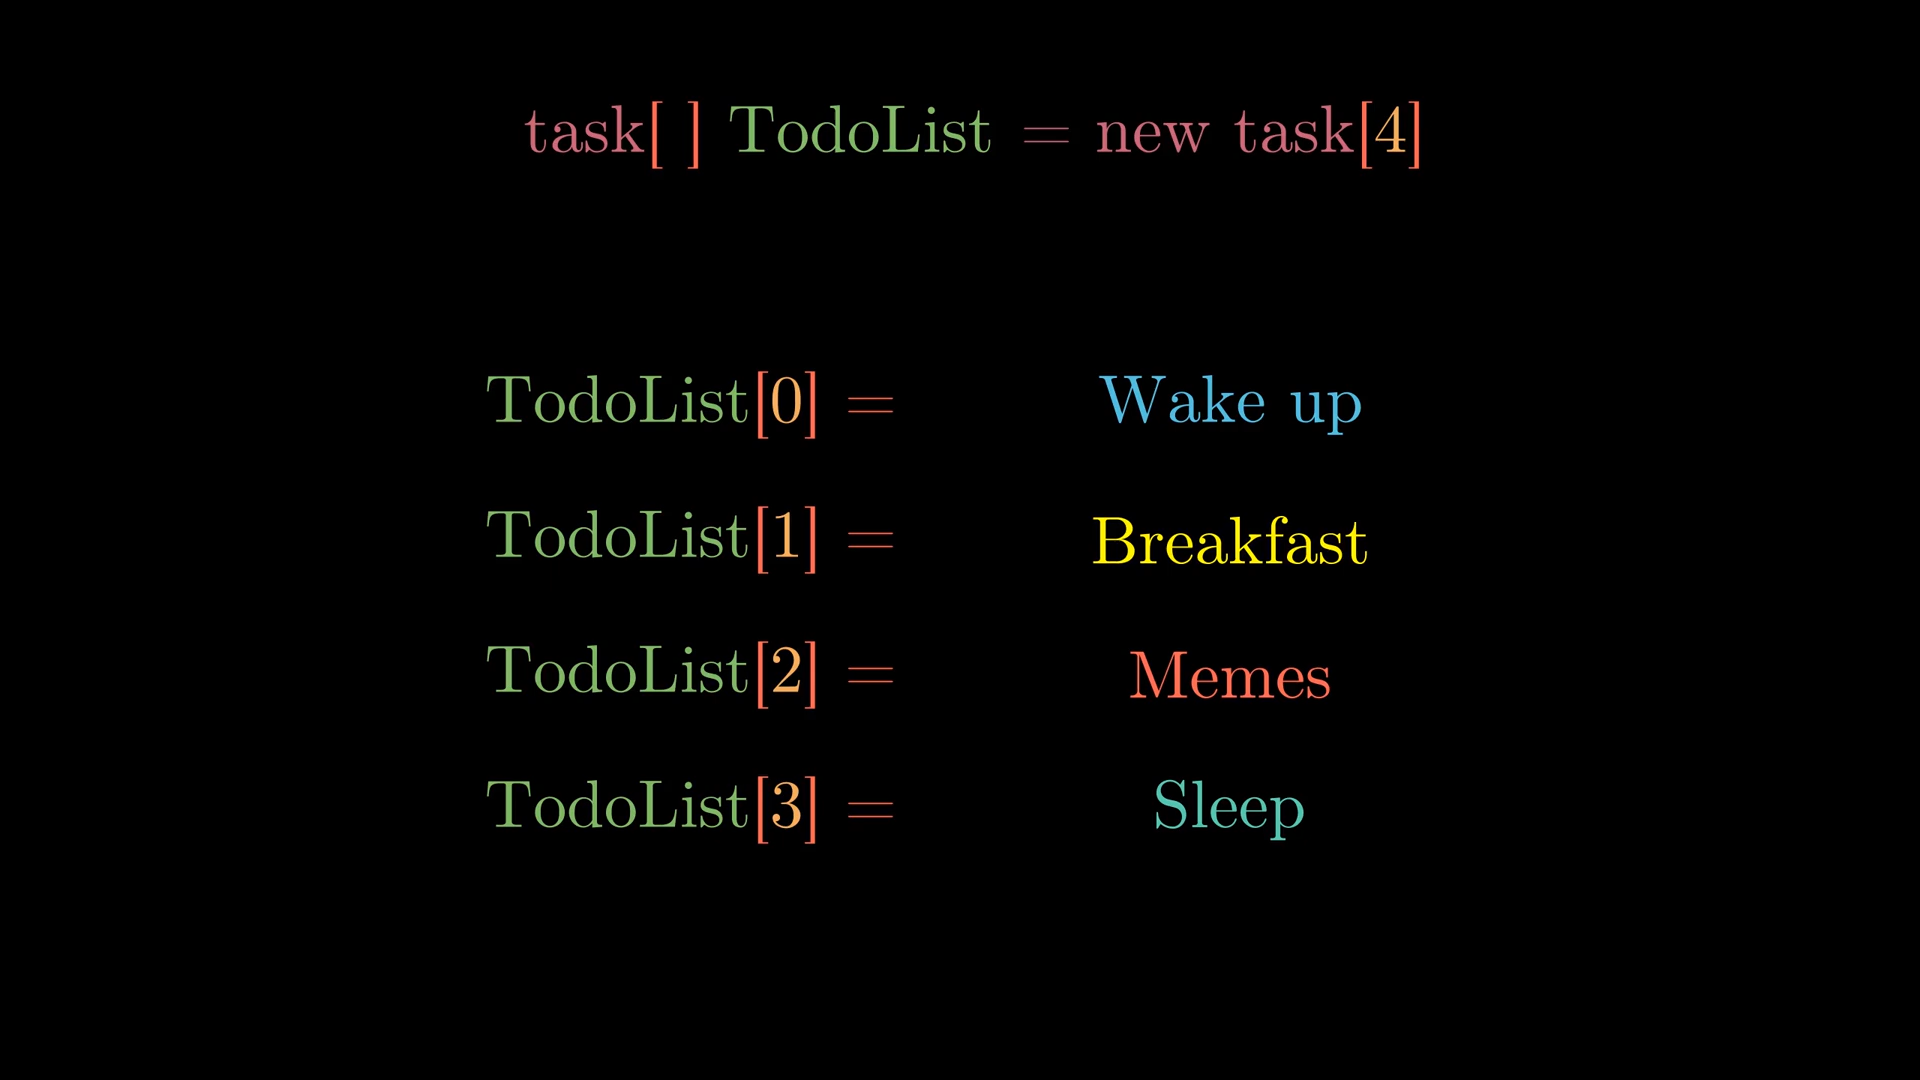 task[ ] TodoList = new task[4]
TodoList[0] = Wake up
TodoList[1] = Breakfast
TodoList[2] = Memes
TodoList[3] = Sleep